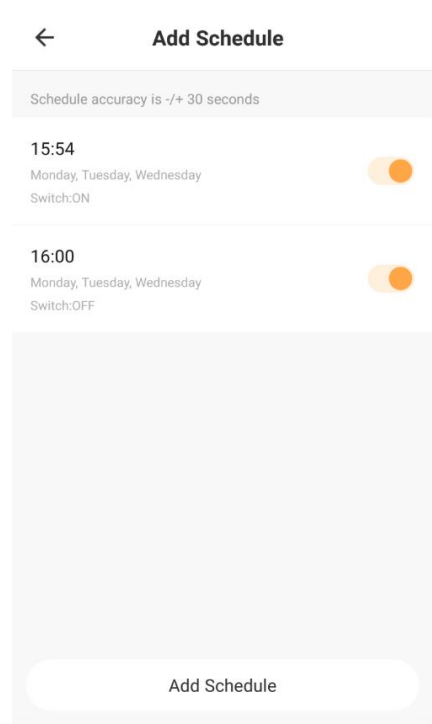 Add Schedule
Schedule accuracy is -/+ 30 seconds
15:54
Monday, Tuesday, Wednesday
Switch:ON
16:00
Monday, Tuesday, Wednesday
Switch:OFF
Add Schedule